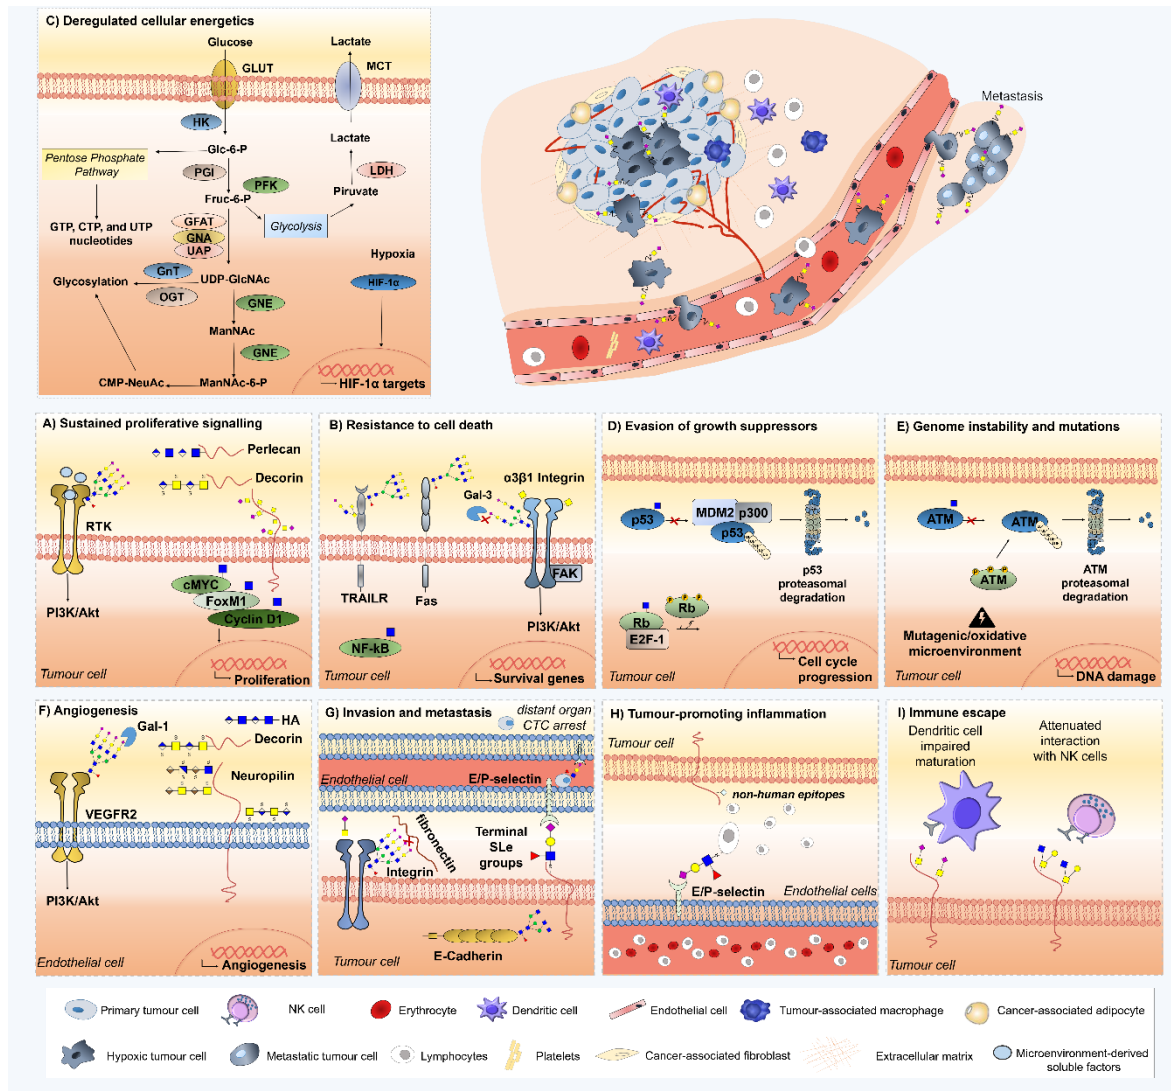 C) Deregulated cellular energetics
Glucose
Lactate
GLUT
MCT
HK
Lactate
Glc-6-P
Pentose Phosphate
Pathway
PGI
PFK
LDH
Piruvate
Fruc-6-P
GFAT
Glycolysis
GTP, CTP, and UTP
nucleotides
GNA
UAP
Hypoxia
GnT
Glycosylation
UDP-GlcNAc
HIF-1α
OGT
GNE
ManNAc
GNE
CMP-NeuAc
ManNAc-6-P
HIF-1α targets
Metastasis
A) Sustained proliferative signalling
Perlecan
Decorin
RTK
cMYC
FoxM1
Cyclin D1
PI3K/Akt
Tumour cell
Proliferation
B) Resistance to cell death
α3β1 Integrin
Gal-3
FAK
TRAILR
Fas
PI3K/Akt
NF-kB
Tumour cell
Survival genes
D) Evasion of growth suppressors
p53
MDM2
p300
p53
p53
proteasomal
degradation
P P P
Rb
Rb
E2F-1
Cell cycle
progression
Tumour cell
E) Genome instability and mutations
ATM
ATM
P P P
ATM
ATM
proteasomal
degradation
Mutagenic/oxidative
microenvironment
Tumour cell
DNA damage
F) Angiogenesis
HA
Gal-1
Decorin
Neuropilin
VEGFR2
PI3K/Akt
Endothelial cell
Angiogenesis
G) Invasion and metastasis
distant organ
CTC arrest
Endothelial cell
E/P-selectin
fibronectin
Terminal
SLe
groups
Integrin
E-Cadherin
Tumour cell
H) Tumour-promoting inflammation
Tumour cell
non-human epitopes
E/P-selectin
Endothelial cells
I) Immune escape
Dendritic cell
impaired
maturation
Attenuated
interaction
with NK cells
Tumour cell
Primary tumour cell
NK cell
Erythrocyte
Dendritic cell
Endothelial cell
Tumour-associated macrophage
Cancer-associated adipocyte
Hypoxic tumour cell
Metastatic tumour cell
Lymphocytes
Platelets
Cancer-associated fibroblast
Extracellular matrix
Microenvironment-derived
soluble factors